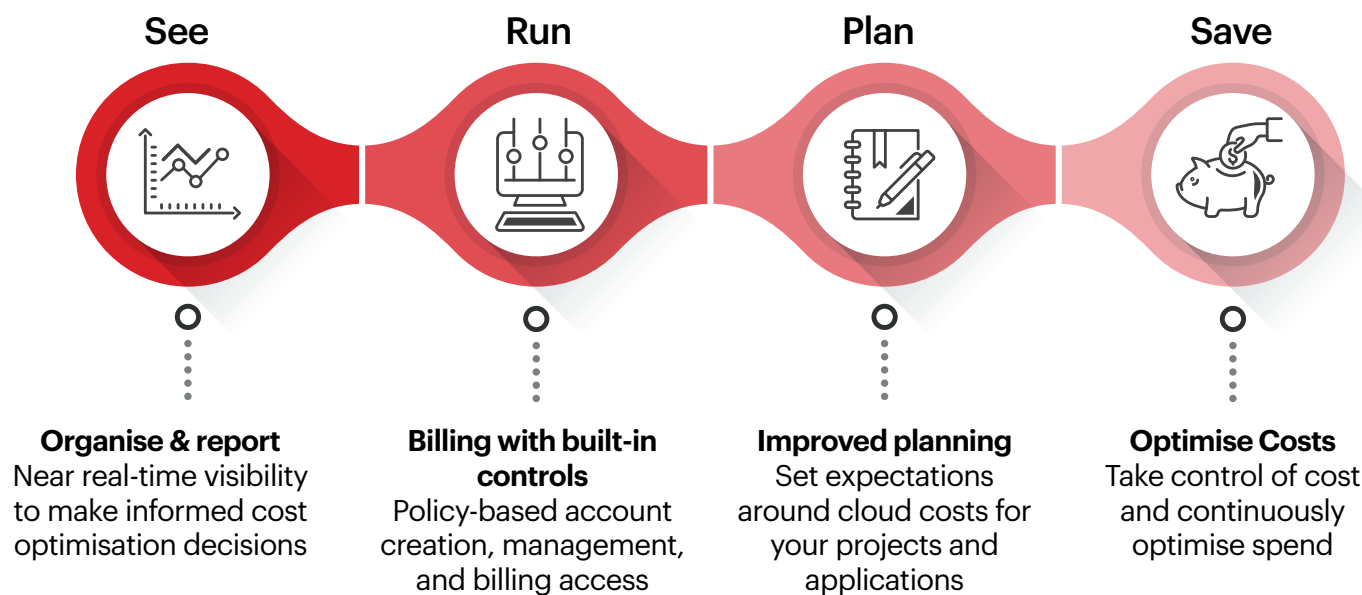 See
Run
Plan
Save
$
Organise & report
Near real-time visibility
to make informed cost
optimisation decisions
Billing with built-in
controls
Policy-based account
creation, management,
and billing access
Improved planning
Set expectations
around cloud costs for
your projects and
applications
Optimise Costs
Take control of cost
and continuously
optimise spend